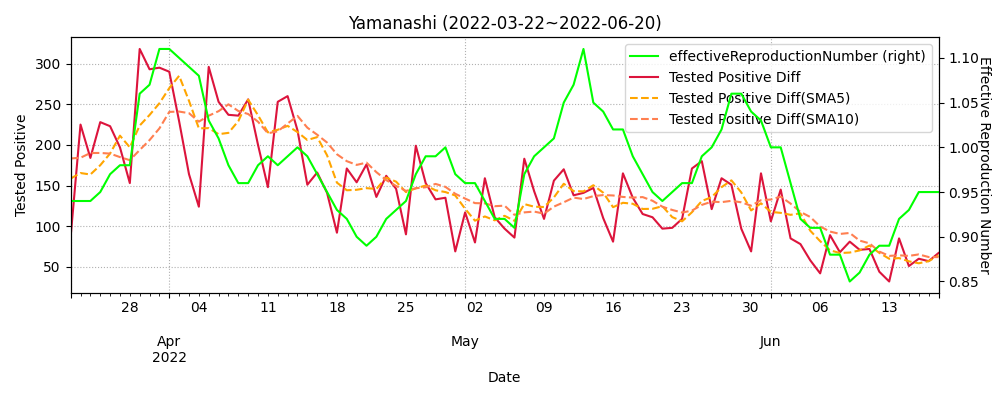 Yamanashi (2022-03-22~2022-06-20)
effectiveReproductionNumber (right)
Tested Positive Diff
Tested Positive Diff(SMA5)
Tested Positive Diff(SMA10)
Tested Positive
300
250
200
150
100
50
1.10
1.05
1.00
0.95
0.90
0.85
Effective Reproduction Number
28 04 11 18 25 02 09 16 23 30 06 13
Apr May Jun
2022
Date